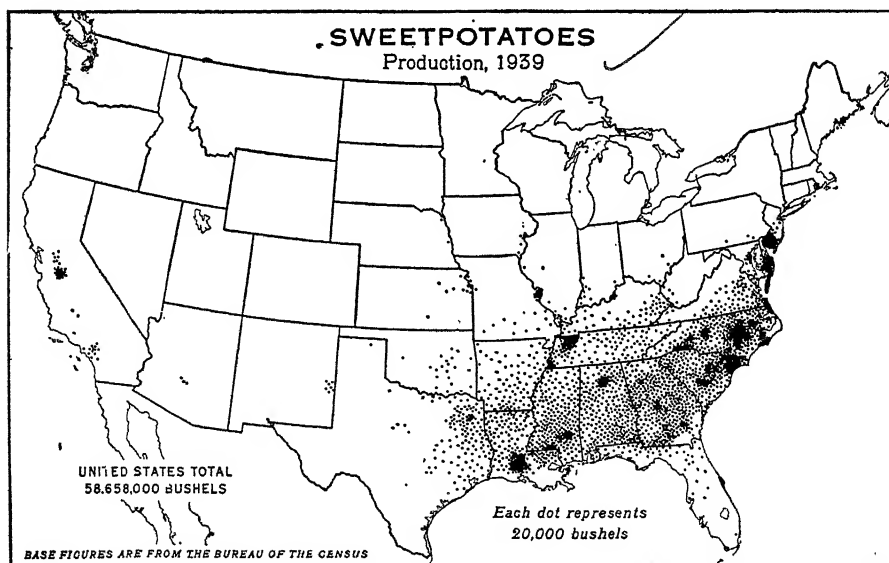 SWEETPOTATOES
Production, 1939
UNITED STATES TOTAL
58,658,000 BUSHELS
Each dot represents
20,000 bushels
BASE FIGURES ARE FROM THE BUREAU OF THE CENSUS